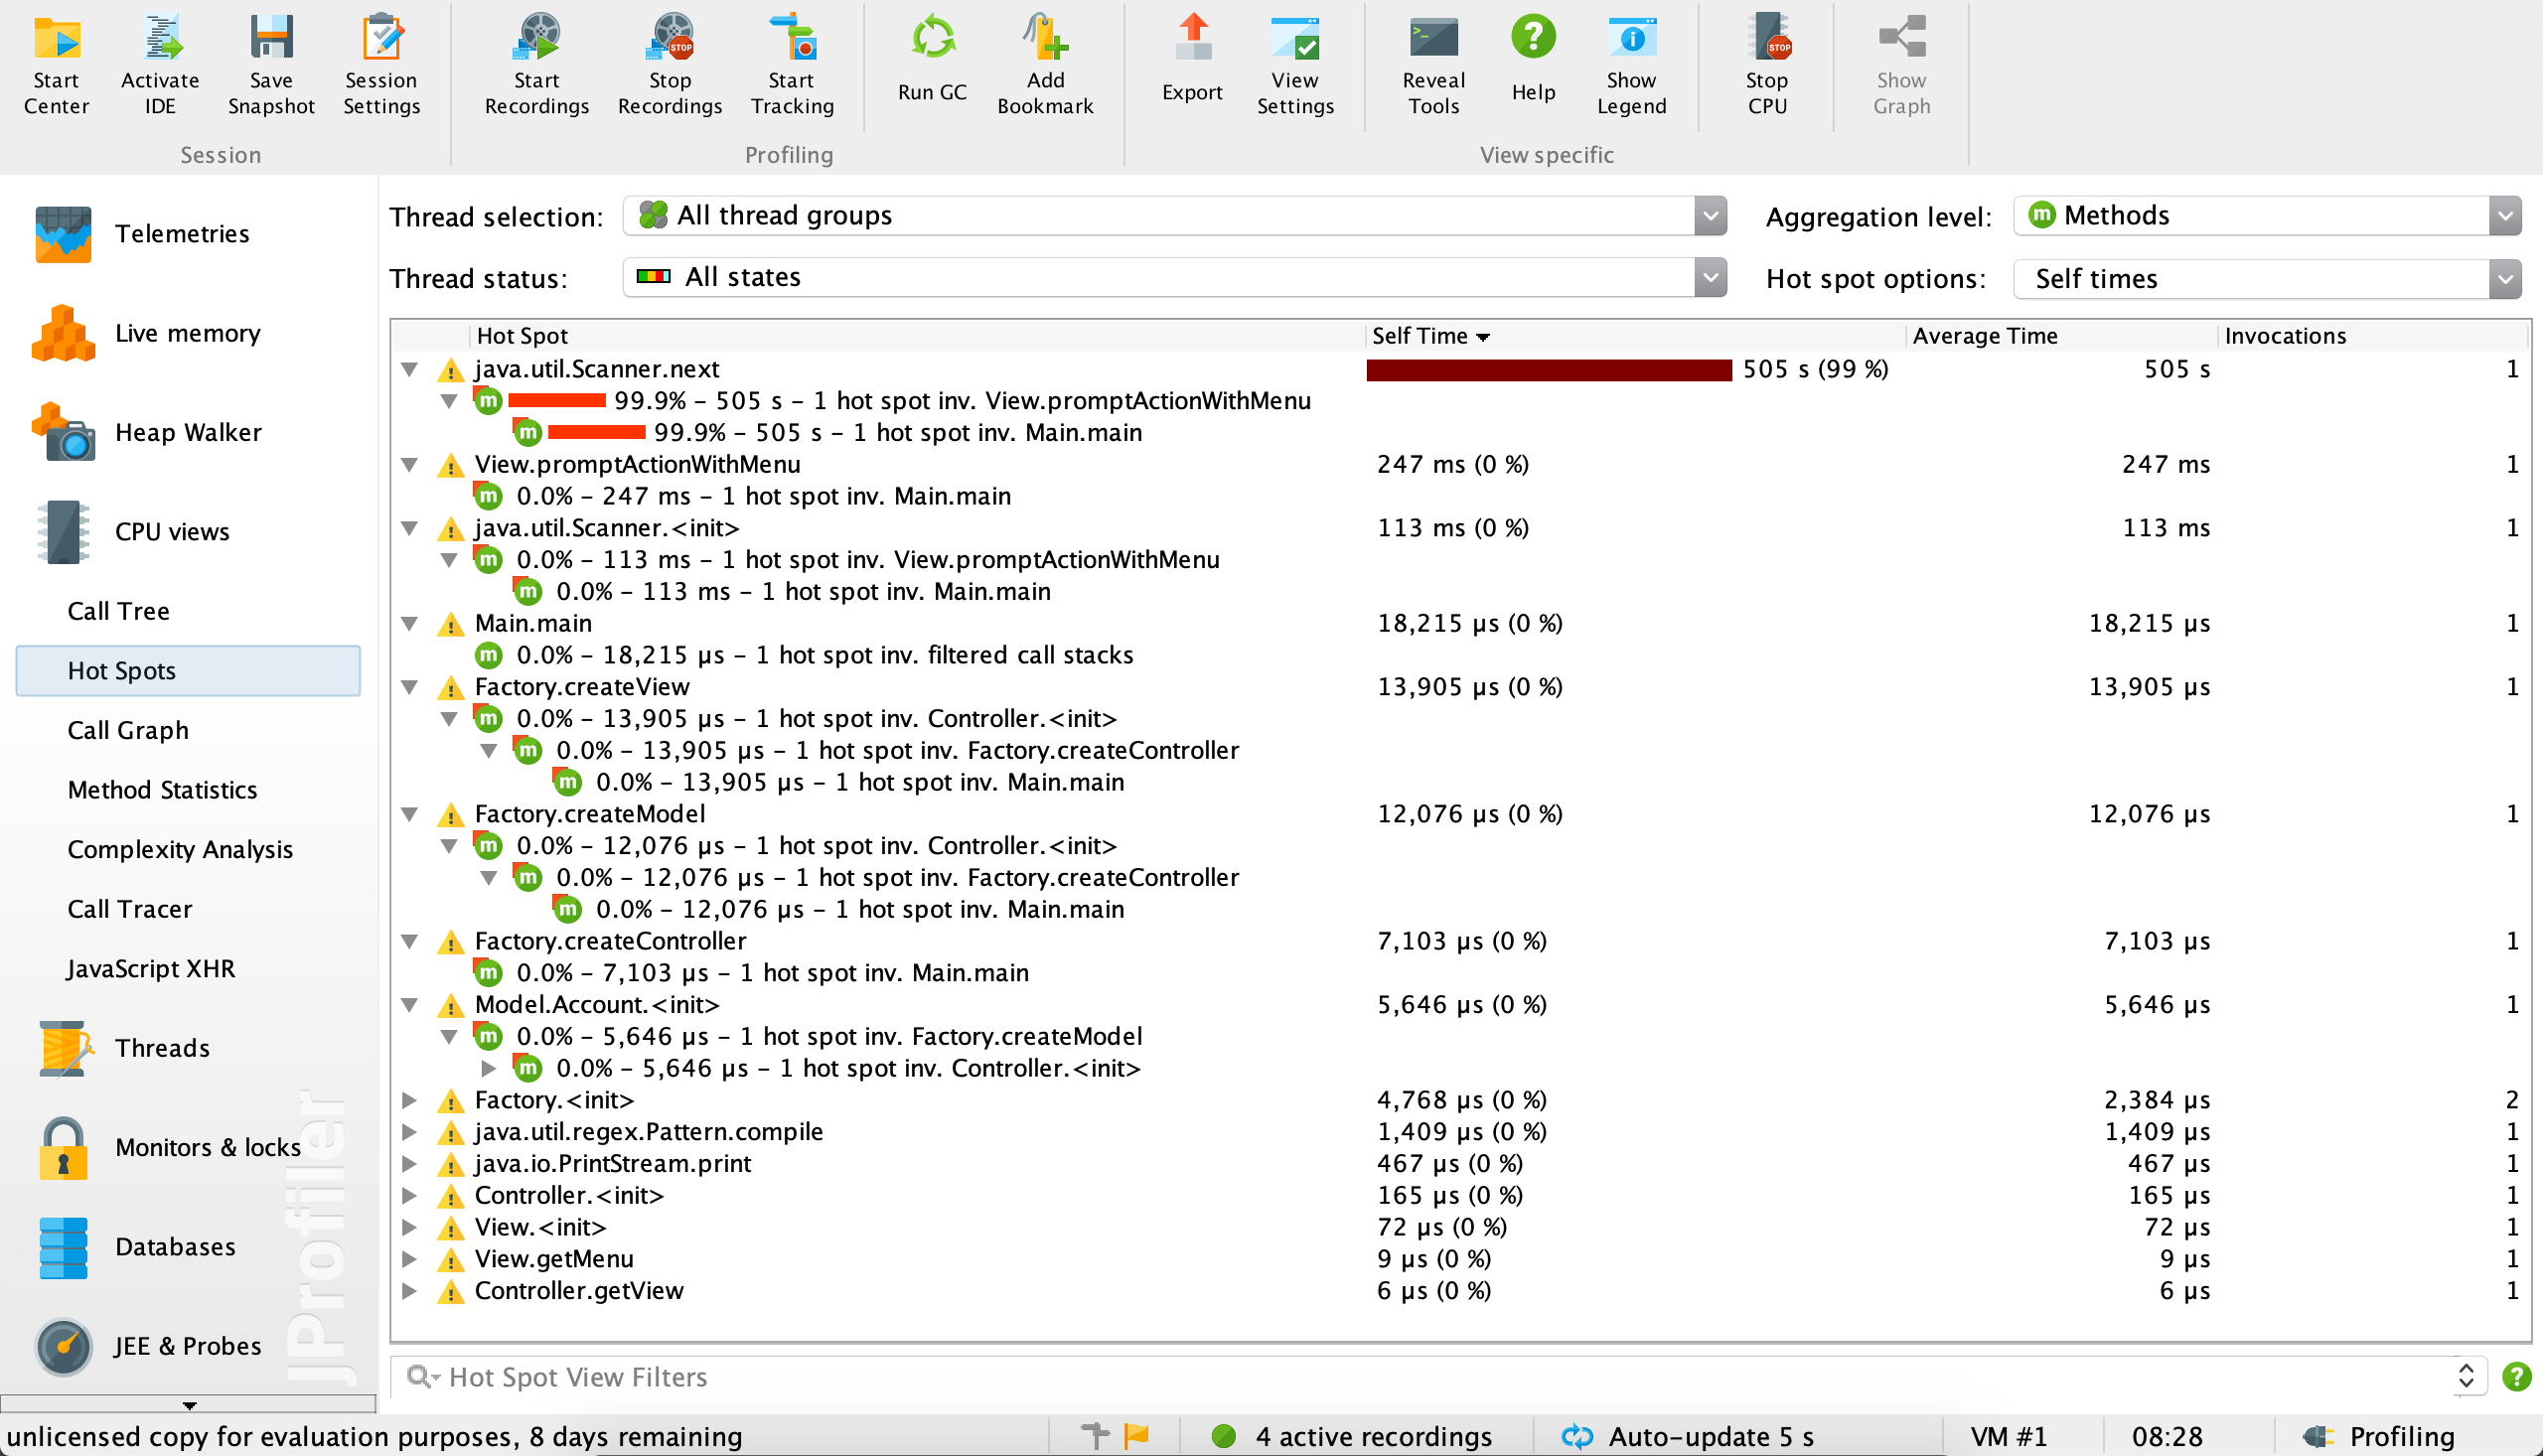 Start Center
Activate IDE
Save Snapshot
Session Settings
Start Recordings
Stop Recordings
Start Tracking
Run GC
Add Bookmark
Export
View Settings
Reveal Tools
Help
Show Legend
Stop CPU
Show Graph
Session
Profiling
View specific
Telemetries
Live memory
Heap Walker
CPU views
Call Tree
Hot Spots
Call Graph
Method Statistics
Complexity Analysis
Call Tracer
JavaScript XHR
Threads
Monitors & locks
Databases
JEE & Probes
JProfiler
Thread selection: All thread groups
Aggregation level: m Methods
Thread status: All states
Hot spot options: Self times
Hot Spot Self Time Average Time Invocations
java.util.Scanner.next 505 s (99 %) 505 s 1
m 99.9% – 505 s – 1 hot spot inv. View.promptActionWithMenu
m 99.9% – 505 s – 1 hot spot inv. Main.main
View.promptActionWithMenu 247 ms (0 %) 247 ms 1
m 0.0% – 247 ms – 1 hot spot inv. Main.main
java.util.Scanner.<init> 113 ms (0 %) 113 ms 1
m 0.0% – 113 ms – 1 hot spot inv. View.promptActionWithMenu
m 0.0% – 113 ms – 1 hot spot inv. Main.main
Main.main 18,215 µs (0 %) 18,215 µs 1
m 0.0% – 18,215 µs – 1 hot spot inv. filtered call stacks
Factory.createView 13,905 µs (0 %) 13,905 µs 1
m 0.0% – 13,905 µs – 1 hot spot inv. Controller.<init>
m 0.0% – 13,905 µs – 1 hot spot inv. Factory.createController
m 0.0% – 13,905 µs – 1 hot spot inv. Main.main
Factory.createModel 12,076 µs (0 %) 12,076 µs 1
m 0.0% – 12,076 µs – 1 hot spot inv. Controller.<init>
m 0.0% – 12,076 µs – 1 hot spot inv. Factory.createController
m 0.0% – 12,076 µs – 1 hot spot inv. Main.main
Factory.createController 7,103 µs (0 %) 7,103 µs 1
m 0.0% – 7,103 µs – 1 hot spot inv. Main.main
Model.Account.<init> 5,646 µs (0 %) 5,646 µs 1
m 0.0% – 5,646 µs – 1 hot spot inv. Factory.createModel
m 0.0% – 5,646 µs – 1 hot spot inv. Controller.<init>
Factory.<init> 4,768 µs (0 %) 2,384 µs 2
java.util.regex.Pattern.compile 1,409 µs (0 %) 1,409 µs 1
java.io.PrintStream.print 467 µs (0 %) 467 µs 1
Controller.<init> 165 µs (0 %) 165 µs 1
View.<init> 72 µs (0 %) 72 µs 1
View.getMenu 9 µs (0 %) 9 µs 1
Controller.getView 6 µs (0 %) 6 µs 1
Hot Spot View Filters
unlicensed copy for evaluation purposes, 8 days remaining
4 active recordings
Auto-update 5 s
VM #1
08:28
Profiling